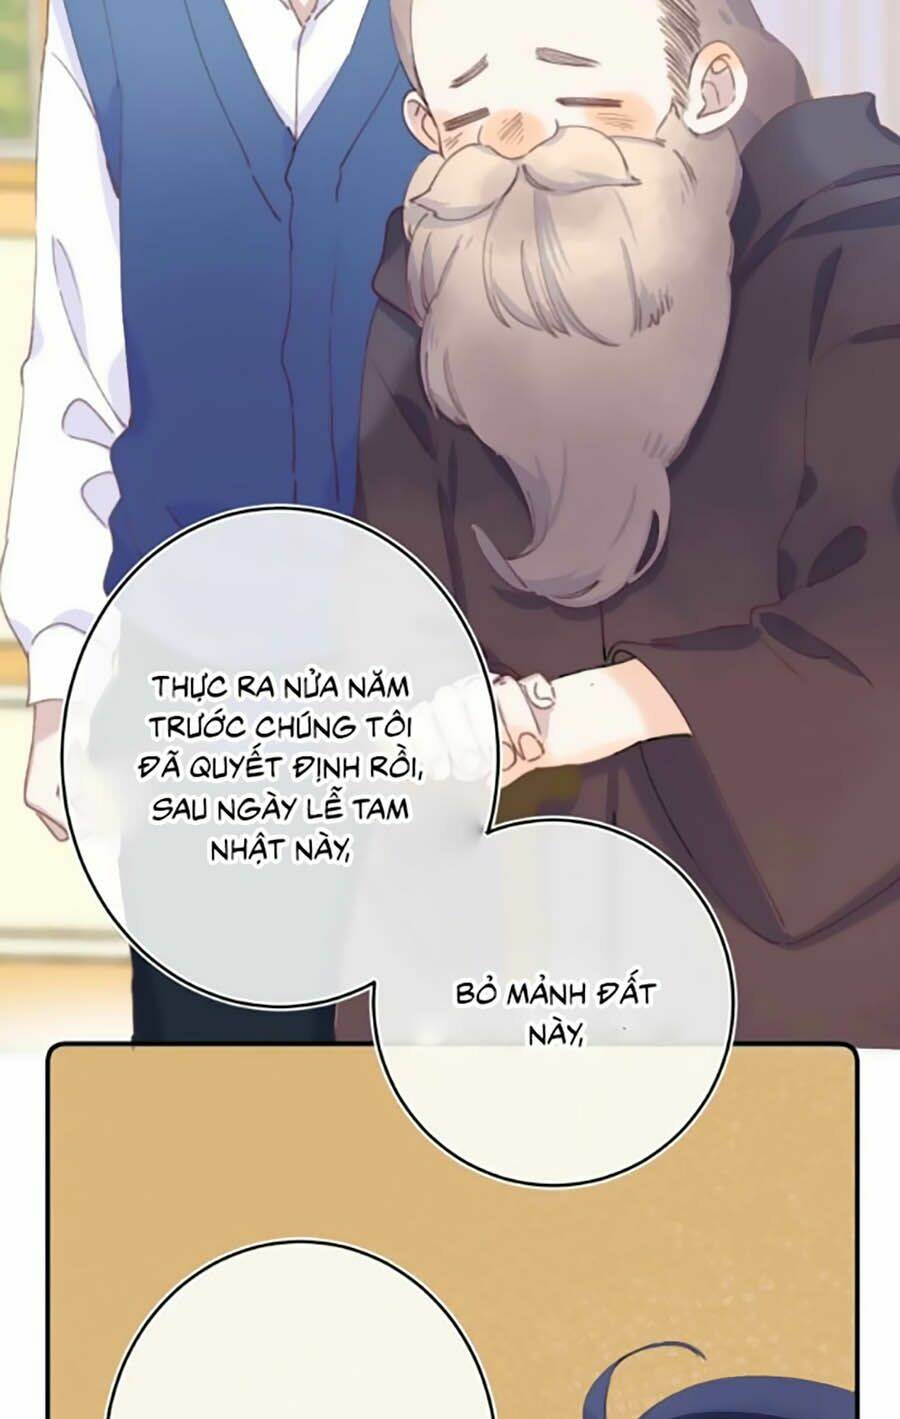 THỰC RA NỬA NĂM
TRƯỚC CHÚNG TÔI
ĐÃ QUYẾT ĐỊNH RỒI,
SAU NGÀY LỄ TAM
NHẬT NÀY,
BỎ MẢNH ĐẤT
NÀY,